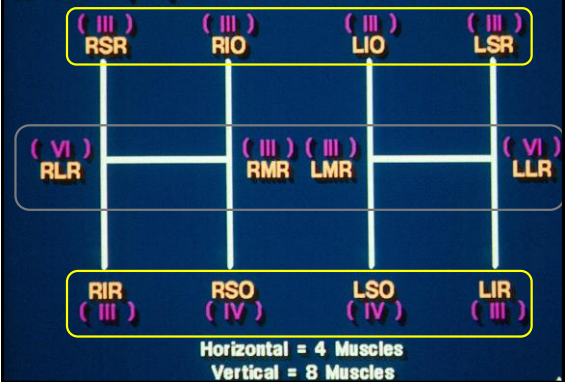 ( III ) ( III ) ( III ) ( III )
RSR RIO LIO LSR
( VI ) ( III ) ( III ) ( VI )
RLR RMR LMR LLR
RIR RSO LSO LIR
( III ) ( IV ) ( IV ) ( III )
Horizontal = 4 Muscles
Vertical = 8 Muscles